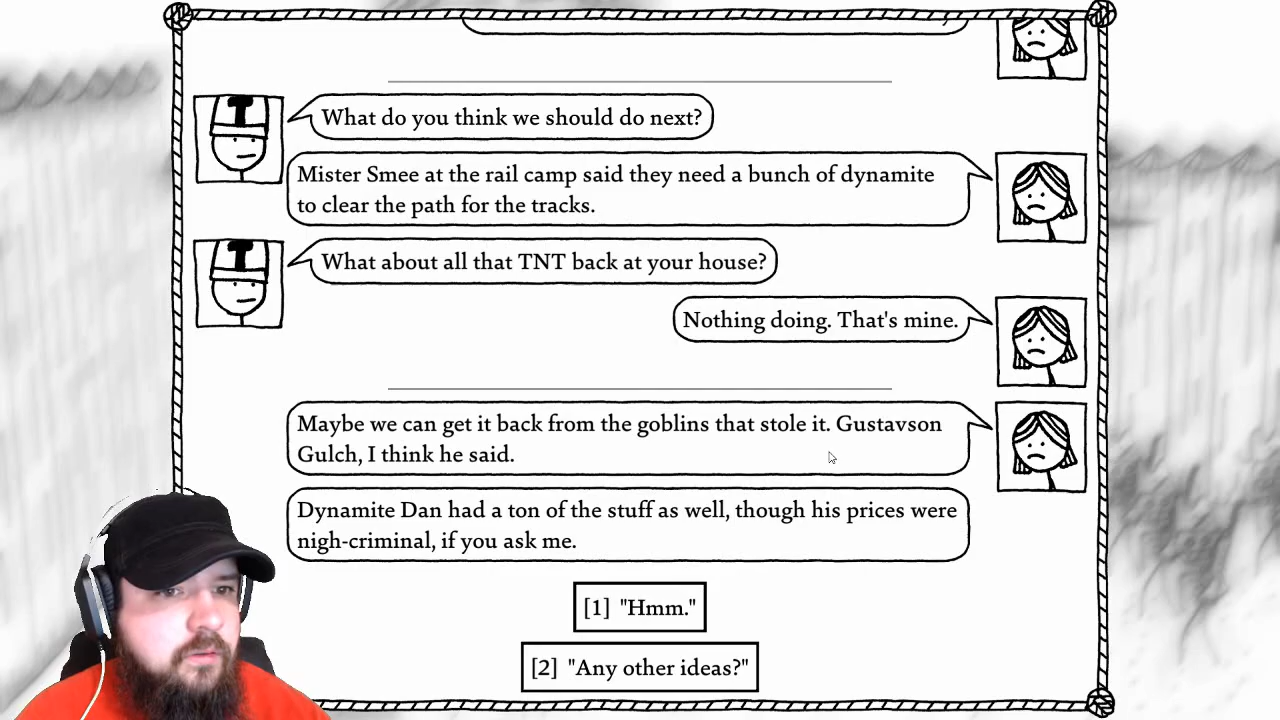 What do you think we should do next?
Mister Smee at the rail camp said they need a bunch of dynamite
to clear the path for the tracks.
What about all that TNT back at your house?
Nothing doing. That's mine.
Maybe we can get it back from the goblins that stole it. Gustavson
Gulch, I think he said.
Dynamite Dan had a ton of the stuff as well, though his prices were
nigh-criminal, if you ask me.
[1] "Hmm."
[2] "Any other ideas?"